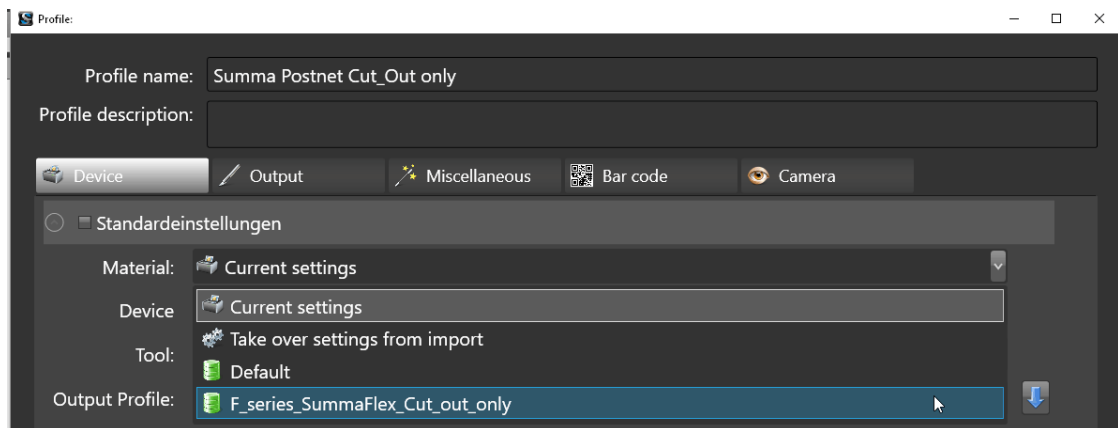 Profile:
Profile name: Summa Postnet Cut_Out only
Profile description:
Device Output Miscellaneous Bar code Camera
Standardeinstellungen
Material: Current settings
Device Current settings
Take over settings from import
Tool:
Default
Output Profile: F_series_SummaFlex_Cut_out_only